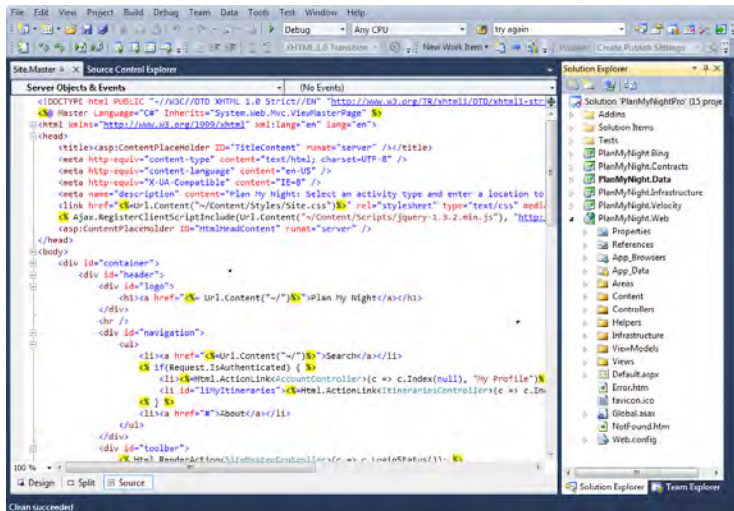 File Edit View Project Build Debug Team Data Tools Test Window Help
Debug Any CPU try again
XHTML 1.0 Transition New Work Item Publish: Create Publish Settings
Site.Master Source Control Explorer
Server Objects & Events (No Events)
<!DOCTYPE html PUBLIC "-//W3C//DTD XHTML 1.0 Strict//EN" "http://www.w3.org/TR/xhtml1/DTD/xhtml1-str
<%@ Master Language="C#" Inherits="System.Web.Mvc.ViewMasterPage" %>
<html xmlns="http://www.w3.org/1999/xhtml" xml:lang="en" lang="en">
<head>
<title><asp:ContentPlaceHolder ID="TitleContent" runat="server" /></title>
<meta http-equiv="content-type" content="text/html; charset=UTF-8" />
<meta http-equiv="content-language" content="en-US" />
<meta http-equiv="X-UA-Compatible" content="IE=8" />
<meta name="description" content="Plan My Night: Select an activity type and enter a location to
<link href="<%=Url.Content("~/Content/Styles/Site.css")%>" rel="stylesheet" type="text/css" medi
<% Ajax.RegisterClientScriptInclude(Url.Content("~/Content/Scripts/jquery-1.3.2.min.js"), "http:
<asp:ContentPlaceHolder ID="HtmlHeadContent" runat="server" />
</head>
<body>
<div id="container">
<div id="header">
<div id="logo">
<h1><a href="<%= Url.Content("~/")%>">Plan My Night</a></h1>
</div>
<hr />
<div id="navigation">
<ul>
<li><a href="<%=Url.Content("~/")%>">Search</a></li>
<% if(Request.IsAuthenticated) { %>
<li><%=Html.ActionLink<AccountController>(c => c.Index(null), "My Profile")%
<li id="liMyItineraries"><%=Html.ActionLink<ItinerariesController>(c => c.In
<% } %>
<li><a href="#">About</a></li>
</ul>
</div>
<div id="toolbar">
<% Html.RenderAction<SiteMasterController>(c => c.LoginStatus()); %>
100 %
Design Split Source
Solution Explorer
Solution 'PlanMyNightPro' (15 proje
Addins
Solution Items
Tests
PlanMyNight.Bing
PlanMyNight.Contracts
PlanMyNight.Data
PlanMyNight.Infrastructure
PlanMyNight.Velocity
PlanMyNight.Web
Properties
References
App_Browsers
App_Data
Areas
Content
Controllers
Helpers
Infrastructure
ViewModels
Views
Default.aspx
Error.htm
favicon.ico
Global.asax
NotFound.htm
Web.config
Solution Explorer Team Explorer
Clean succeeded